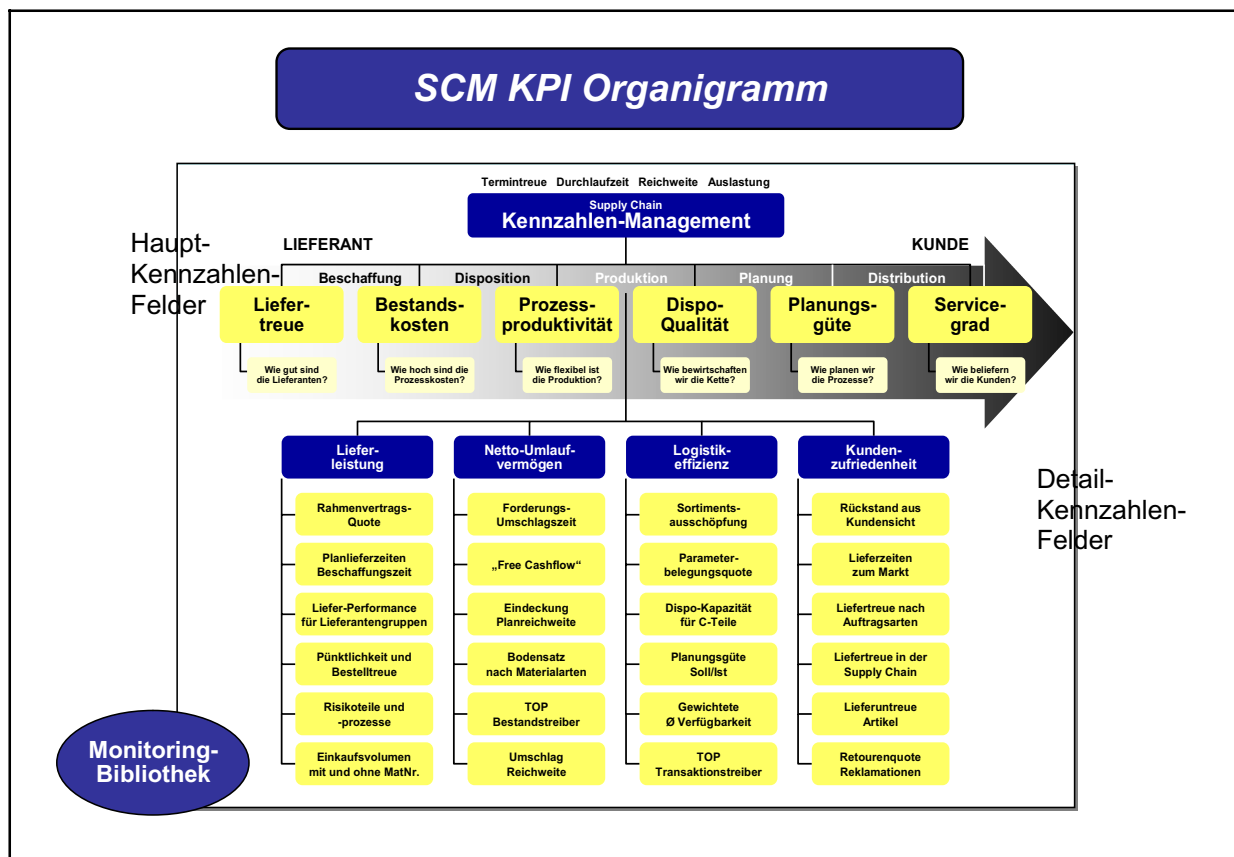 SCM KPI Organigramm
Termintreue Durchlaufzeit Reichweite Auslastung
Supply Chain
Kennzahlen-Management
Haupt-
Kennzahlen-
Felder
LIEFERANT
KUNDE
Beschaffung
Disposition
Produktion
Planung
Distribution
Liefer-
treue
Bestands-
kosten
Prozess-
produktivität
Dispo-
Qualität
Planungs-
güte
Service-
grad
Wie gut sind
die Lieferanten?
Wie hoch sind die
Prozesskosten?
Wie flexibel ist
die Produktion?
Wie bewirtschaften
wir die Kette?
Wie planen wir
die Prozesse?
Wie beliefern
wir die Kunden?
Liefer-
leistung
Rahmenvertrags-
Quote
Planlieferzeiten
Beschaffungszeit
Liefer-Performance
für Lieferantengruppen
Pünktlichkeit und
Bestelltreue
Risikoteile und
-prozesse
Einkaufsvolumen
mit und ohne MatNr.
Netto-Umlauf-
vermögen
Forderungs-
Umschlagszeit
„Free Cashflow“
Eindeckung
Planreichweite
Bodensatz
nach Materialarten
TOP
Bestandstreiber
Umschlag
Reichweite
Logistik-
effizienz
Sortiments-
ausschöpfung
Parameter-
belegungsquote
Dispo-Kapazität
für C-Teile
Planungsgüte
Soll/Ist
Gewichtete
Ø Verfügbarkeit
TOP
Transaktionstreiber
Kunden-
zufriedenheit
Rückstand aus
Kundensicht
Lieferzeiten
zum Markt
Liefertreue nach
Auftragsarten
Liefertreue in der
Supply Chain
Lieferuntreue
Artikel
Retourenquote
Reklamationen
Detail-
Kennzahlen-
Felder
Monitoring-
Bibliothek